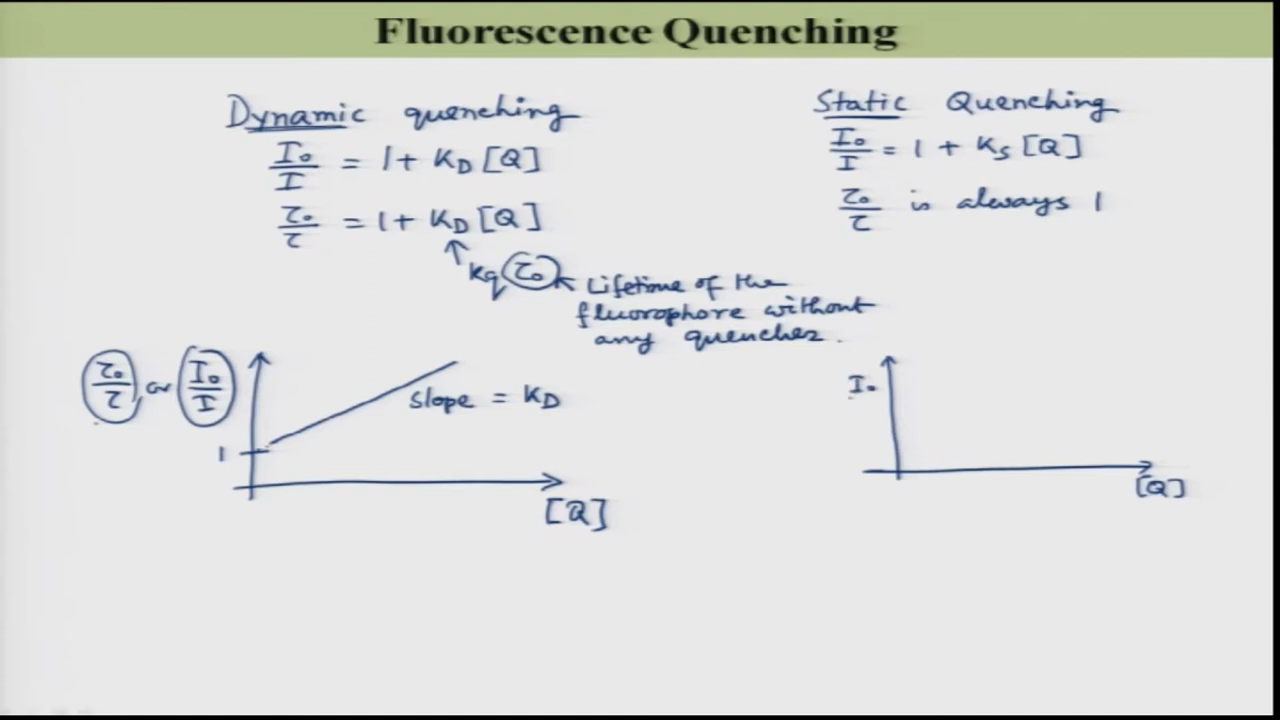 Fluorescence Quenching
Dynamic quenching
I₀/I = 1 + K_D [Q]
τ₀/τ = 1 + K_D [Q]
↑ kq τ₀ ← Lifetime of the
fluorophore without
any quencher.
τ₀/τ, or I₀/I
1
Slope = K_D
[Q]
Static Quenching
I₀/I = 1 + K_S [Q]
τ₀/τ is always 1
I₀
[Q]